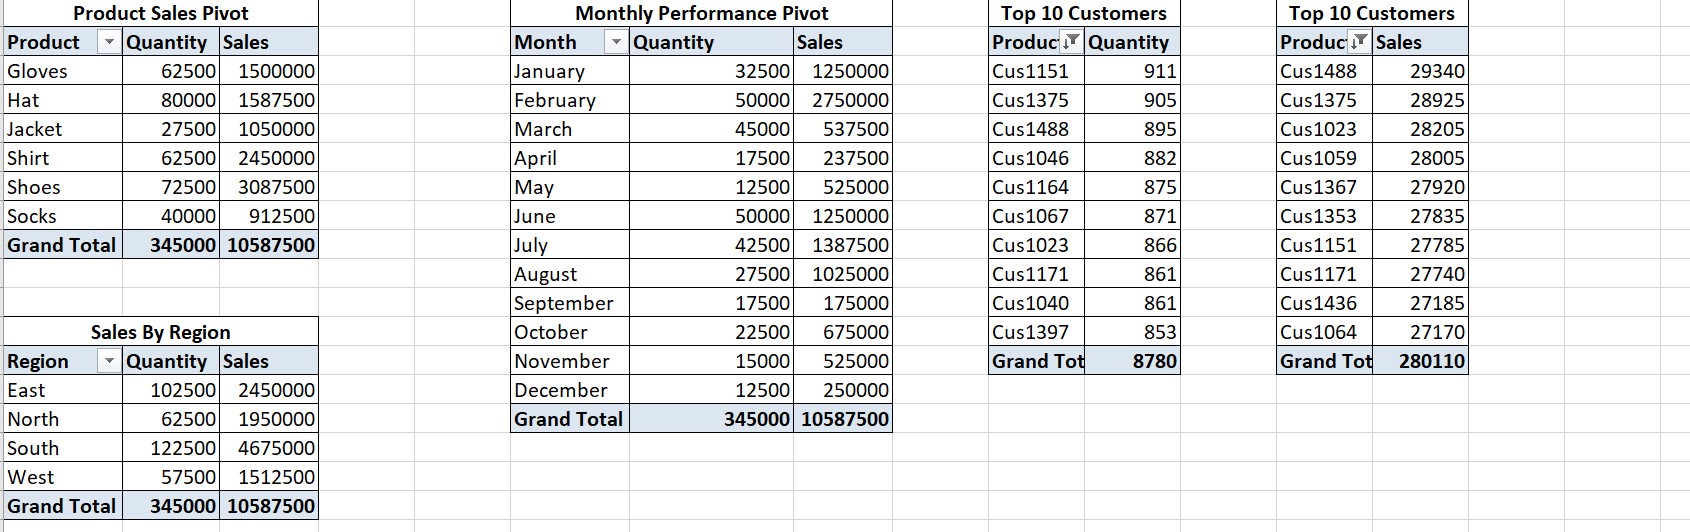 Product Sales Pivot
Product Quantity Sales
Gloves 62500 1500000
Hat 80000 1587500
Jacket 27500 1050000
Shirt 62500 2450000
Shoes 72500 3087500
Socks 40000 912500
Grand Total 345000 10587500
Sales By Region
Region Quantity Sales
East 102500 2450000
North 62500 1950000
South 122500 4675000
West 57500 1512500
Grand Total 345000 10587500
Monthly Performance Pivot
Month Quantity Sales
January 32500 1250000
February 50000 2750000
March 45000 537500
April 17500 237500
May 12500 525000
June 50000 1250000
July 42500 1387500
August 27500 1025000
September 17500 175000
October 22500 675000
November 15000 525000
December 12500 250000
Grand Total 345000 10587500
Top 10 Customers
Produc Quantity
Cus1151 911
Cus1375 905
Cus1488 895
Cus1046 882
Cus1164 875
Cus1067 871
Cus1023 866
Cus1171 861
Cus1040 861
Cus1397 853
Grand Tot 8780
Top 10 Customers
Produc Sales
Cus1488 29340
Cus1375 28925
Cus1023 28205
Cus1059 28005
Cus1367 27920
Cus1353 27835
Cus1151 27785
Cus1171 27740
Cus1436 27185
Cus1064 27170
Grand Tot 280110